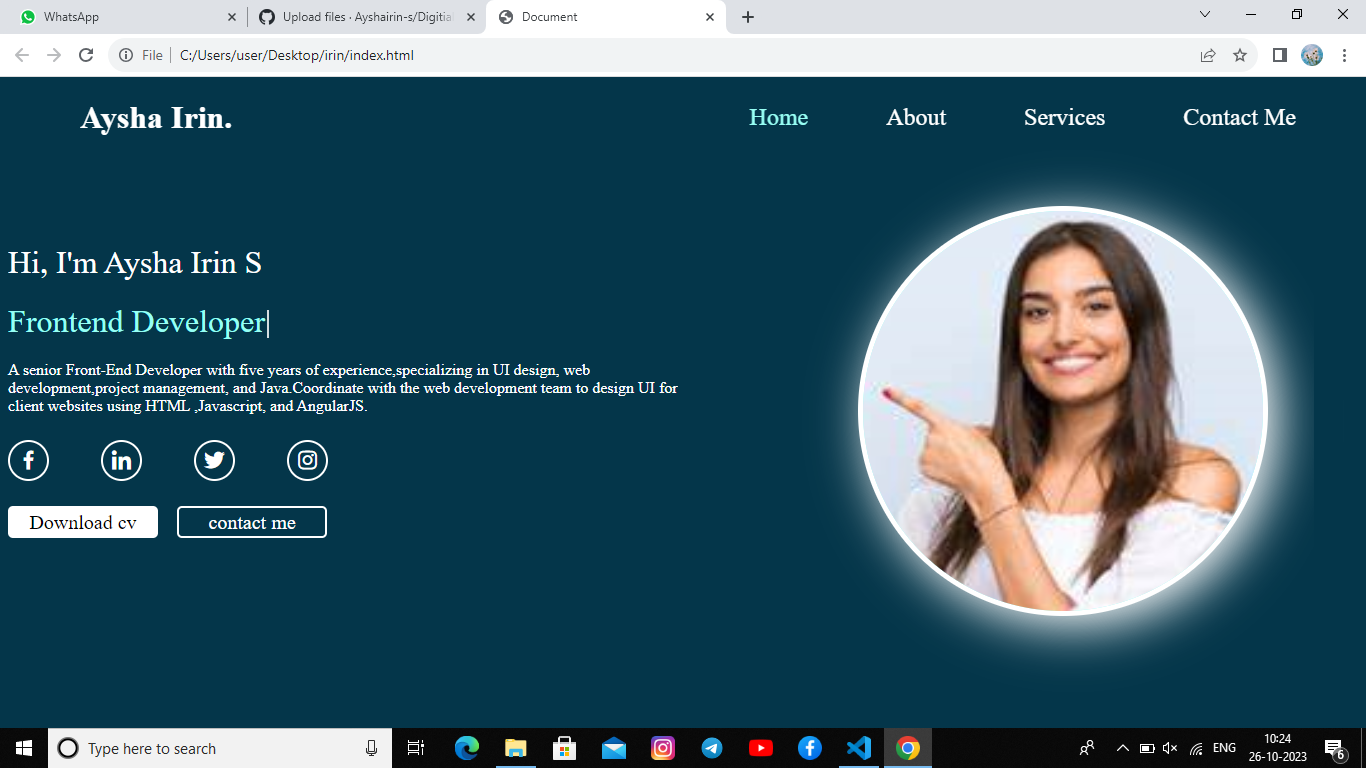 WhatsApp
Upload files · Ayshairin-s/Digitial
Document
File
C:/Users/user/Desktop/irin/index.html
Aysha Irin.
Home
About
Services
Contact Me
Hi, I'm Aysha Irin S
Frontend Developer|
A senior Front-End Developer with five years of experience,specializing in UI design, web
development,project management, and Java.Coordinate with the web development team to design UI for
client websites using HTML ,Javascript, and AngularJS.
Download cv
contact me
Type here to search
ENG
10:24
26-10-2023
6